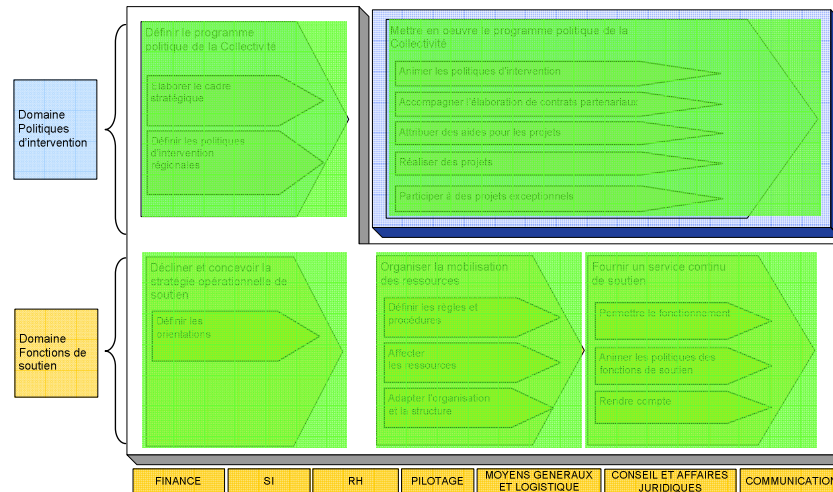 Définir le programme
politique de la Collectivité
Elaborer le cadre
stratégique
Définir les politiques
d'intervention
régionales
Mettre en oeuvre le programme politique de la
Collectivité
Animer les politiques d'intervention
Accompagner l'élaboration de contrats partenariaux
Attribuer des aides pour les projets
Réaliser des projets
Participer à des projets exceptionnels
Domaine
Politiques
d'intervention
Décliner et concevoir la
stratégie opérationnelle de
soutien
Définir les
orientations
Organiser la mobilisation
des ressources
Définir les règles et
procédures
Affecter
les ressources
Adapter l'organisation
et la structure
Fournir un service continu
de soutien
Permettre le fonctionnement
Animer les politiques des
fonctions de soutien
Rendre compte
Domaine
Fonctions de
soutien
FINANCE
SI
RH
PILOTAGE
MOYENS GENERAUX
ET LOGISTIQUE
CONSEIL ET AFFAIRES
JURIDIQUES
COMMUNICATION